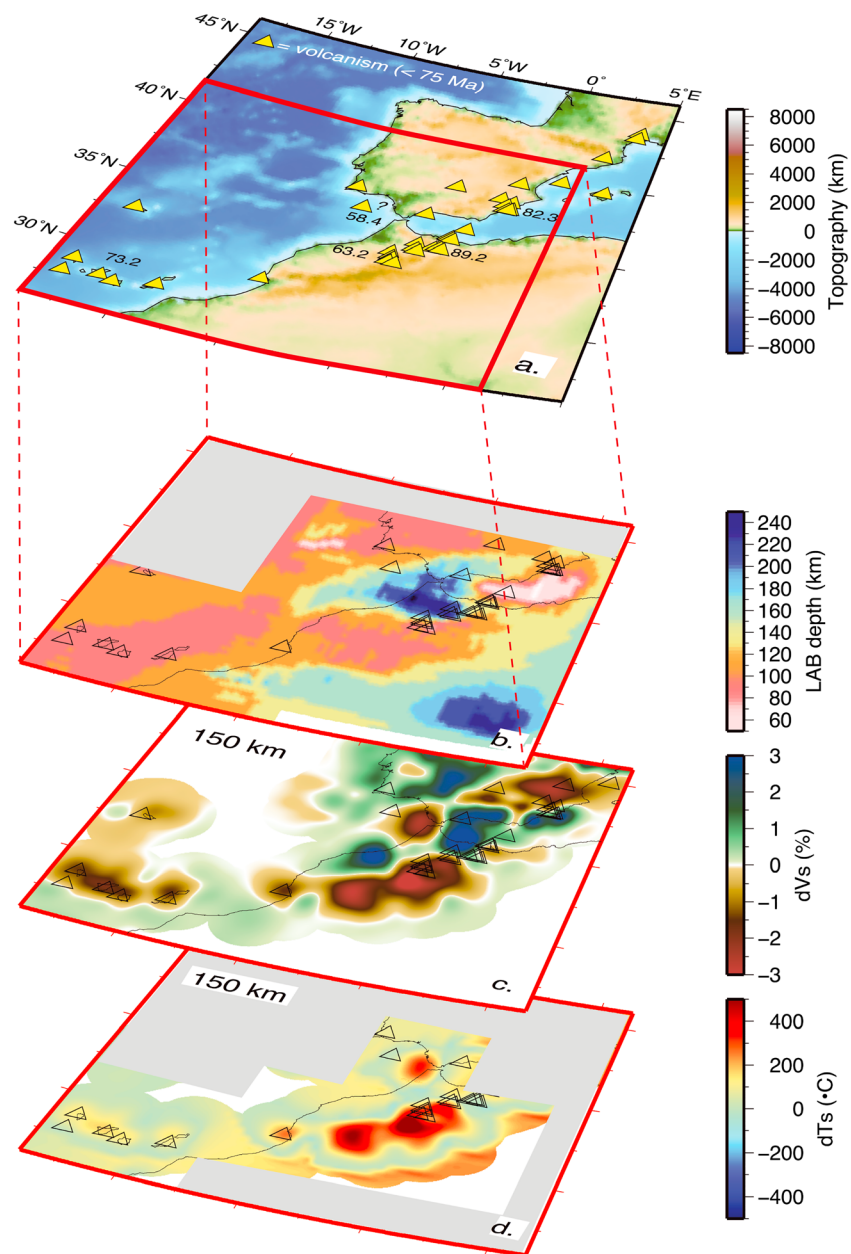 45˚N
15˚W
10˚W
5˚W
0˚
5˚E
= volcanism (< 75 Ma)
40˚N
35˚N
30˚N
?
58.4
82.3
63.2
89.2
73.2
a.
8000
6000
4000
2000
0
−2000
−4000
−6000
−8000
Topography (km)
b.
240
220
200
180
160
140
120
100
80
60
LAB depth (km)
150 km
c.
3
2
1
0
−1
−2
−3
dVs (%)
150 km
d.
400
200
0
−200
−400
dTs (•C)